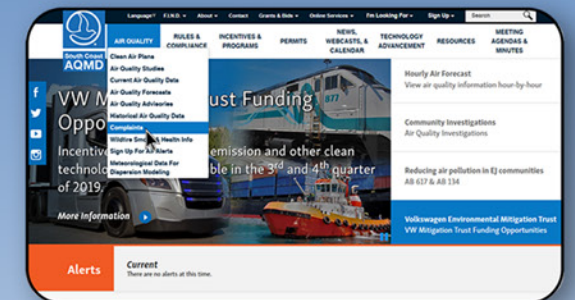 Language? F.I.N.D. About Contact Grants & Bids Online Services I'm Looking For Sign Up Search
South Coast
AQMD
AIR QUALITY
RULES &
COMPLIANCE
INCENTIVES &
PROGRAMS
PERMITS
NEWS,
WEBCASTS, &
CALENDAR
TECHNOLOGY
ADVANCEMENT
RESOURCES
MEETING
AGENDAS &
MINUTES
Clean Air Plans
Air Quality Studies
Current Air Quality Data
Air Quality Forecasts
Air Quality Advisories
Historical Air Quality Data
Complaints
Wildfire Smoke & Health Info
Sign Up For Air Alerts
Meteorological Data For
Dispersion Modeling
VW M ust Funding
Oppo
Incentive emission and other clean
technolo ble in the 3rd and 4th quarter
of 2019.
More Information
877
Hourly Air Forecast
View air quality information hour-by-hour
Community Investigations
Air Quality Investigations
Reducing air pollution in EJ communities
AB 617 & AB 134
Volkswagen Environmental Mitigation Trust
VW Mitigation Trust Funding Opportunities
Alerts
Current
There are no alerts at this time.